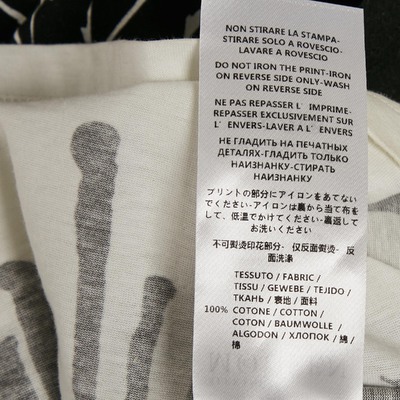 NON STIRARE LA STAMPA-
STIRARE SOLO A ROVESCIO-
LAVARE A ROVESCIO
DO NOT IRON THE PRINT-IRON
ON REVERSE SIDE ONLY-WASH
ON REVERSE SIDE
NE PAS REPASSER L' IMPRIME-
REPASSER EXCLUSIVEMENT SUR
L' ENVERS-LAVER A L' ENVERS
НЕ ГЛАДИТЬ НА ПЕЧАТНЫХ
ДЕТАЛЯХ-ГЛАДИТЬ ТОЛЬКО
НАИЗНАНКУ-СТИРАТЬ
НАИЗНАНКУ
プリントの部分にアイロンをあてない
でください-アイロンは裏から当て布を
して、低温でかけてください-裏返して
お洗いください
不可熨烫印花部分- 仅反面熨烫- 反
面洗涤
TESSUTO / FABRIC /
TISSU / GEWEBE / TEJIDO /
ТКАНЬ / 表地 / 面料
100% COTONE / COTTON /
COTON / BAUMWOLLE /
ALGODON / ХЛОПОК / 綿 /
棉